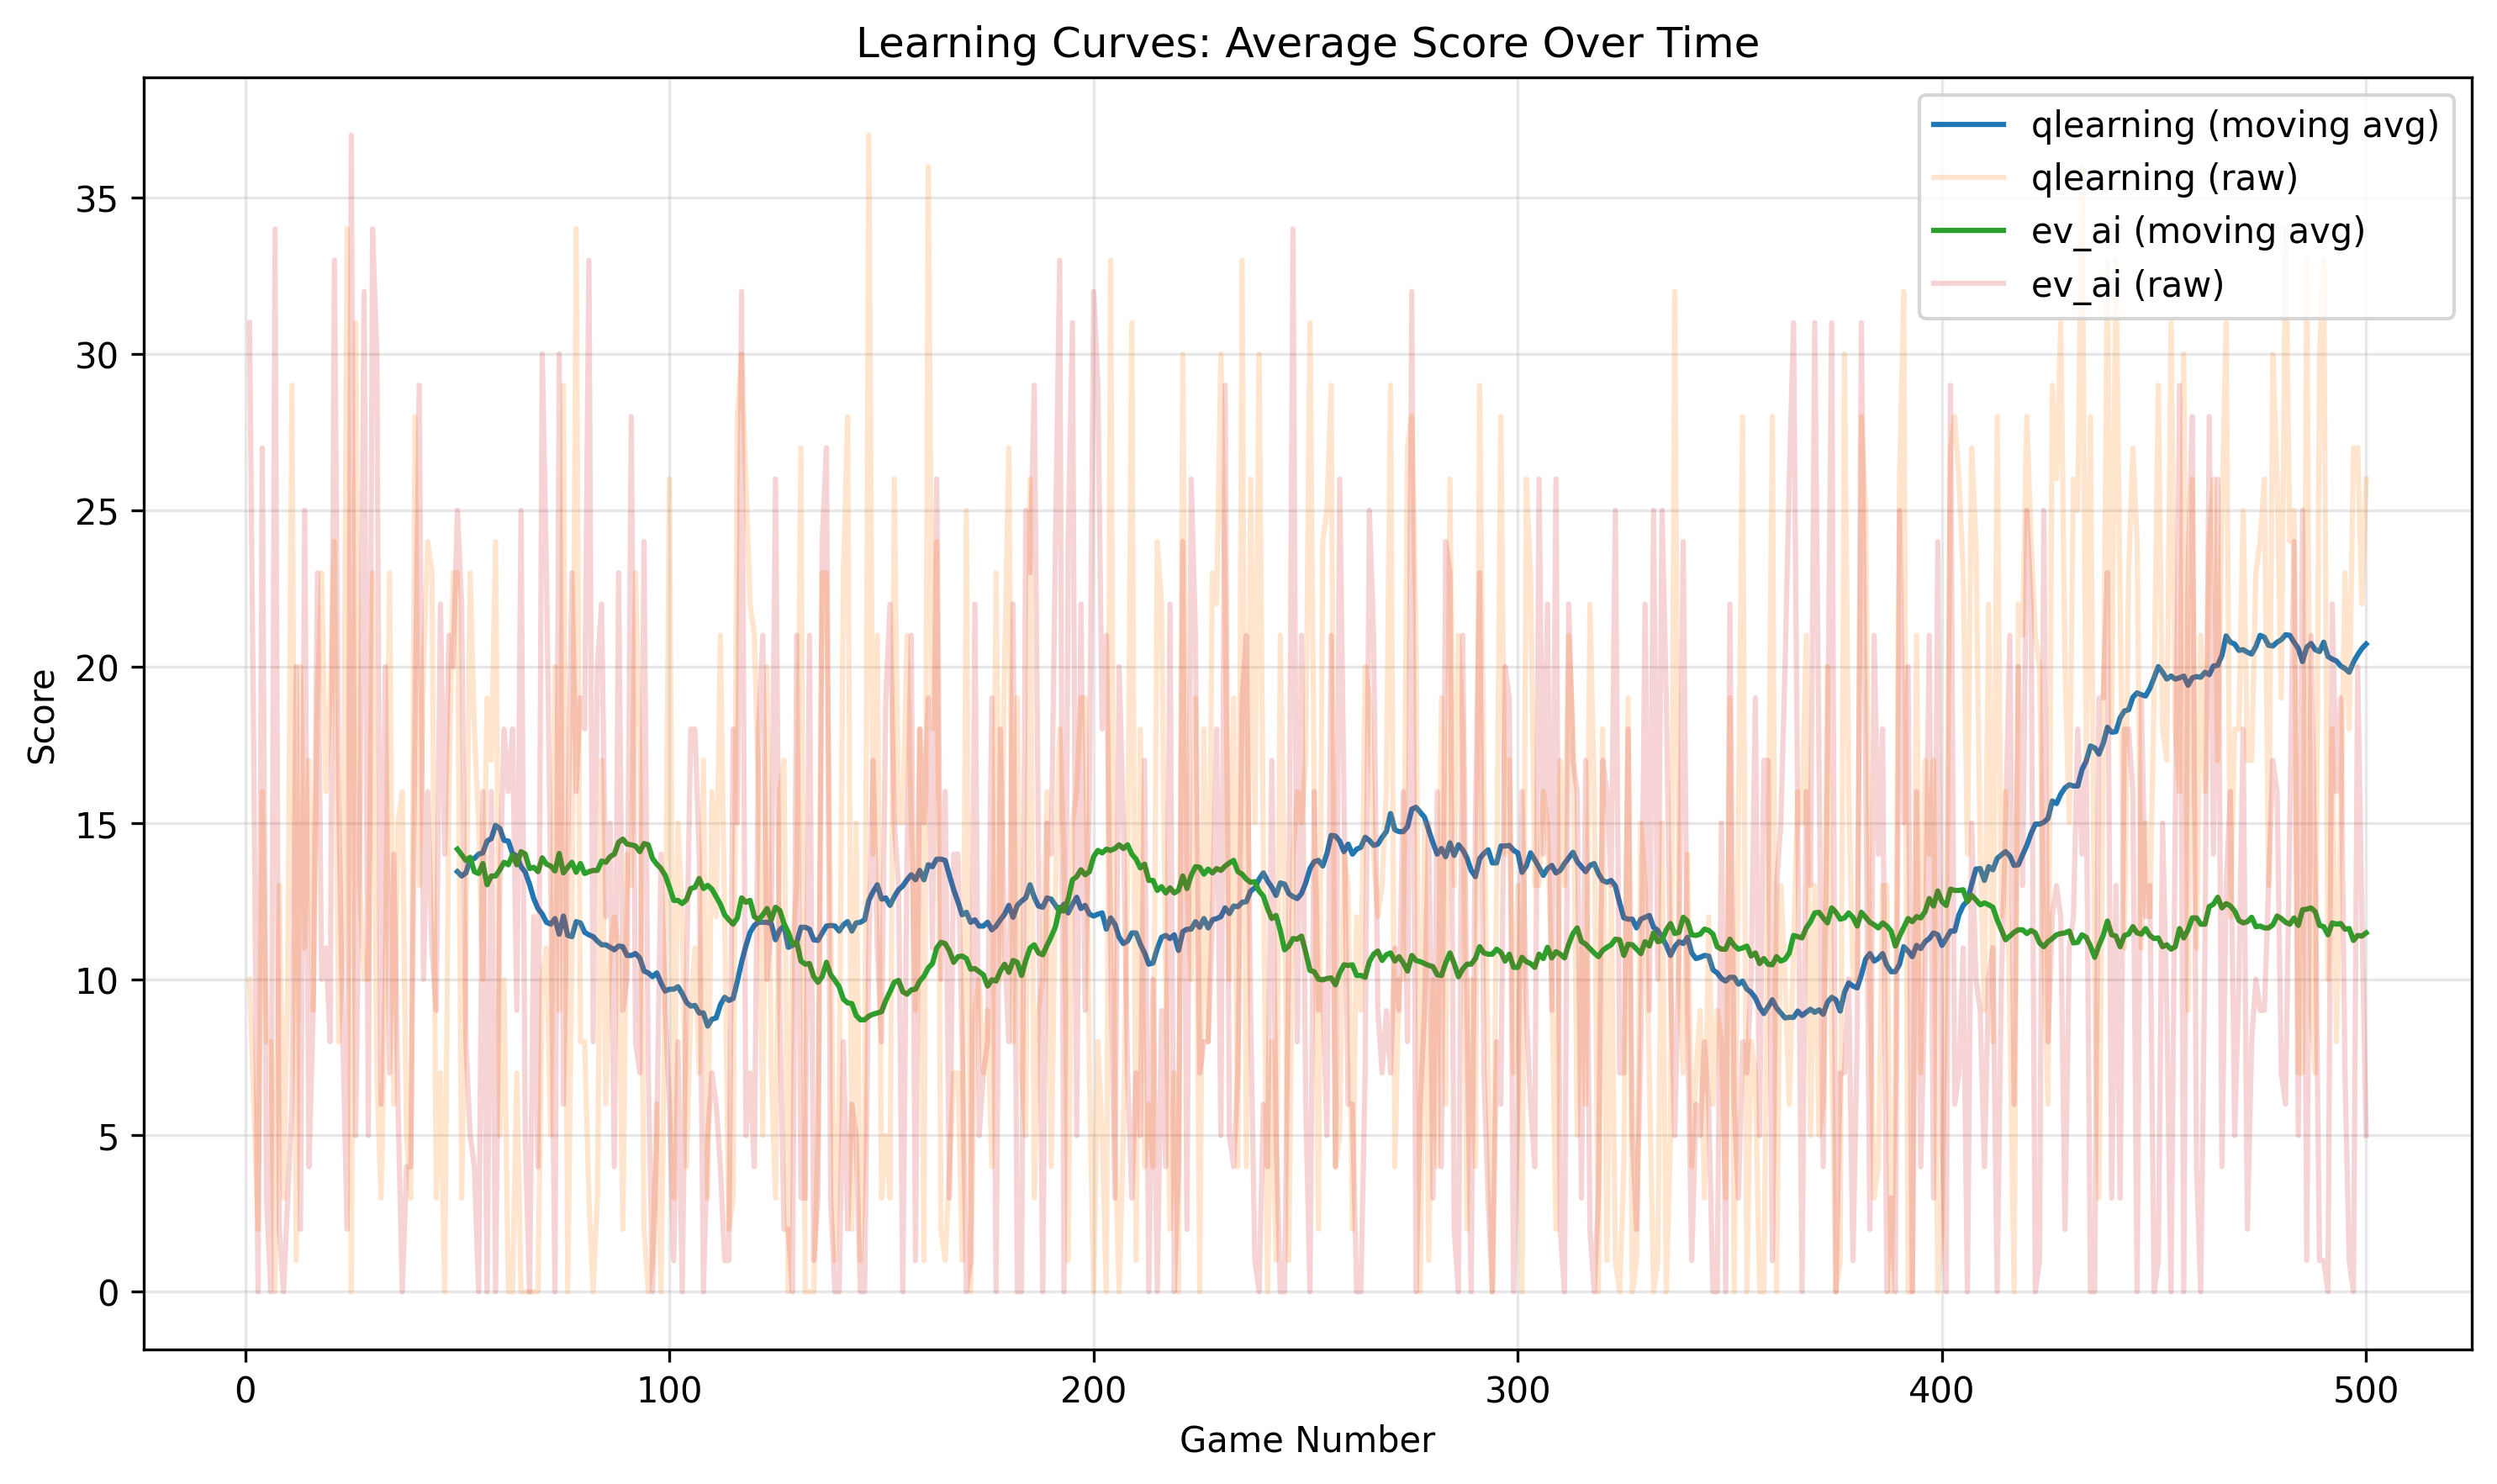 Learning Curves: Average Score Over Time
qlearning (moving avg)
qlearning (raw)
ev_ai (moving avg)
ev_ai (raw)
35
30
25
20
15
10
5
0
Score
0 100 200 300 400 500
Game Number